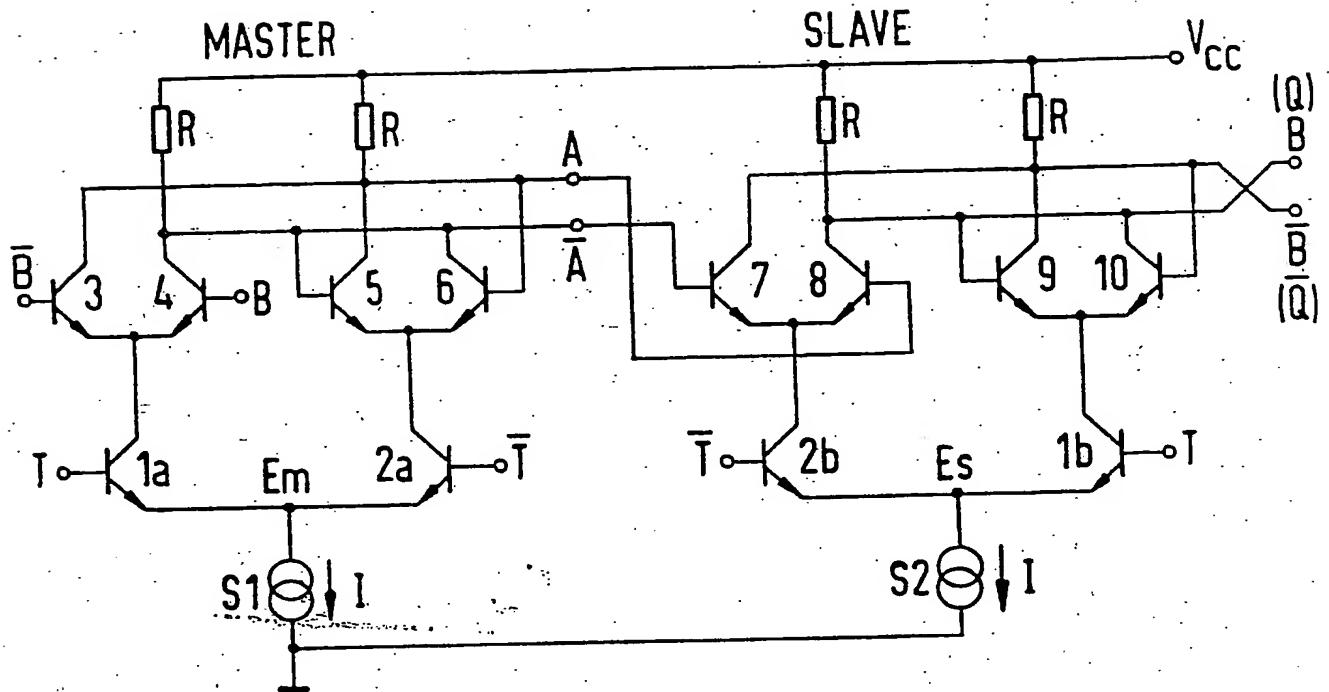 MASTER
SLAVE
V_CC
R
R
R
R
(Q)
B
A
A̅
B̅
(Q̅)
B̅
3
4
B
5
6
7
8
9
10
T
1a
Em
2a
T̅
T̅
2b
Es
1b
T
S1
I
S2
I